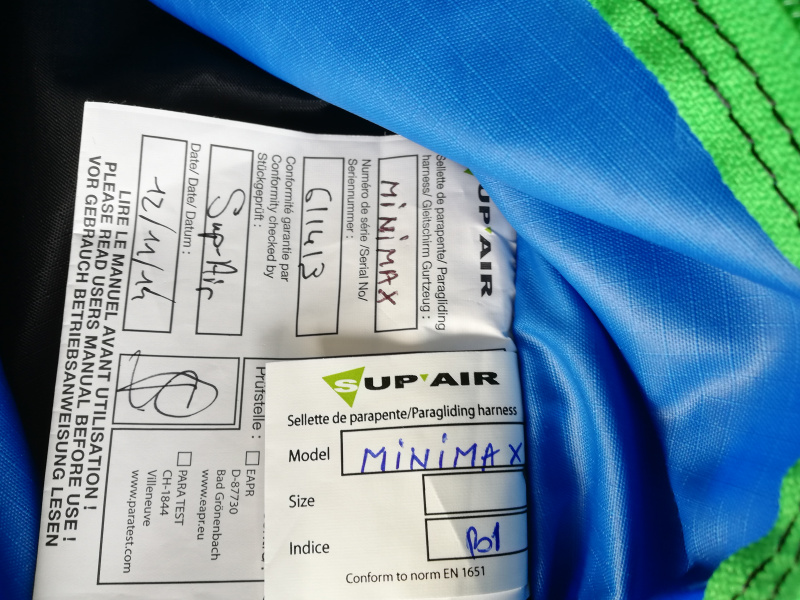 SUP'AIR
Sellette de parapente/ Paragliding
harness/ Gleitschirm Gurtzeug :
MiNiMAX
Numéro de série /Serial No/
Seriennummer :
Conformité garantie par
Conformity checked by
Stückgeprüft :
Sup-Air
Date/ Date/ Datum :
12/11/14
LIRE LE MANUEL AVANT UTILISATION !
PLEASE READ USERS MANUAL BEFORE USE !
VOR GEBRAUCH BETRIEBSANWEISUNG LESEN
Prüfstelle :
EAPR
D-87730
Bad Grönenbach
www.eapr.eu
PARA TEST
CH-1844
Villeneuve
www.paratest.com
SUP'AIR
Sellette de parapente/Paragliding harness
Model MiNiMAX
Size
Indice B01
Conform to norm EN 1651